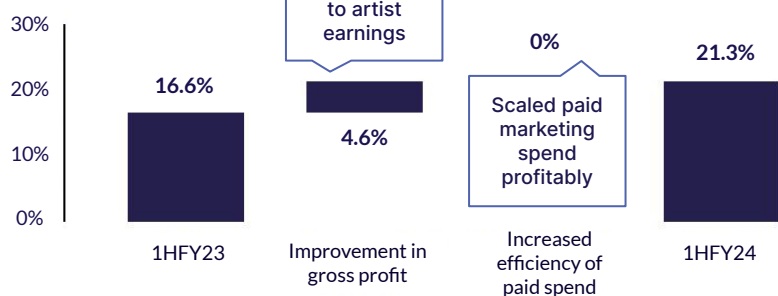 30%
20%
10%
0%
to artist
earnings
16.6%
4.6%
0%
21.3%
Scaled paid
marketing
spend
profitably
1HFY23
Improvement in
gross profit
Increased
efficiency of
paid spend
1HFY24